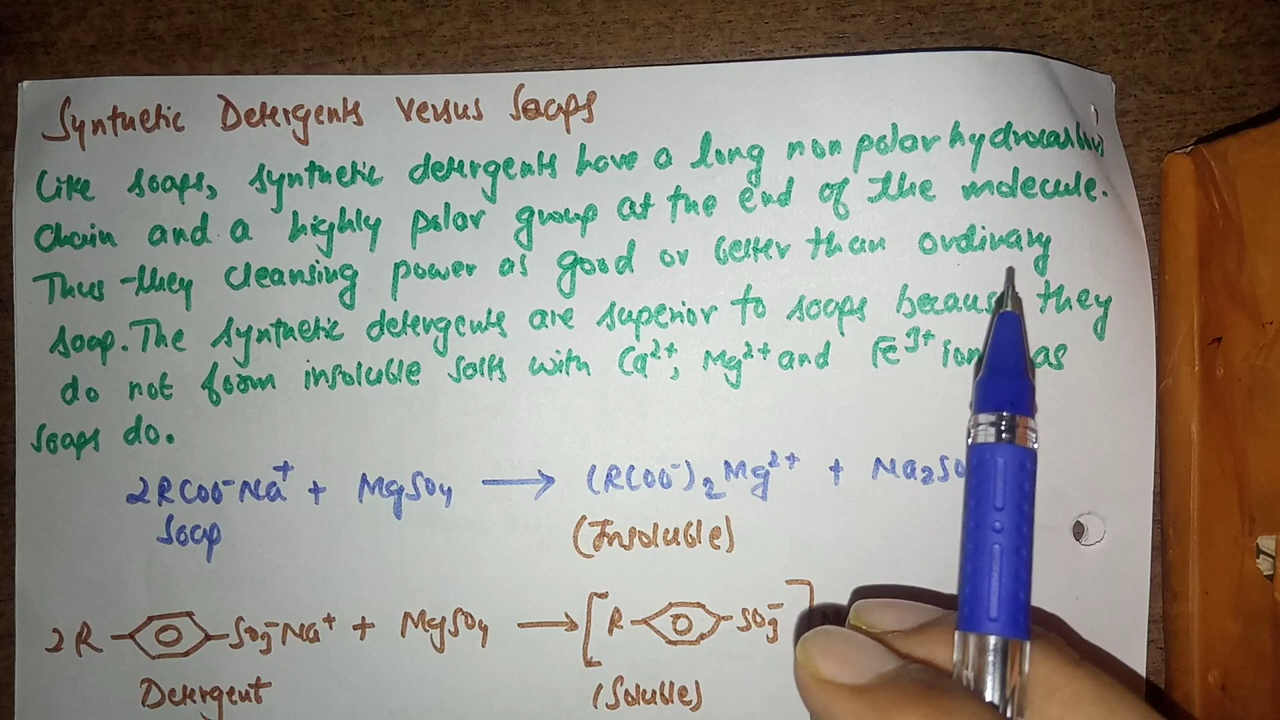 Synthetic Detergents versus Soaps
Like soaps, synthetic detergents have a long non polar hydrocarbon
chain and a highly polar group at the end of the molecule.
Thus they cleansing power as good or better than ordinary
soap. The synthetic detergents are superior to soaps because they
do not form insoluble salts with Ca²⁺, Mg²⁺ and Fe³⁺ ions as
soaps do.
2RCOO⁻Na⁺ + MgSO₄ ⟶ (RCOO⁻)₂Mg²⁺ + Na₂SO
Soap (Insoluble)
2R SO₃⁻Na⁺ + MgSO₄ ⟶ [R SO₃⁻]
Detergent (Soluble)